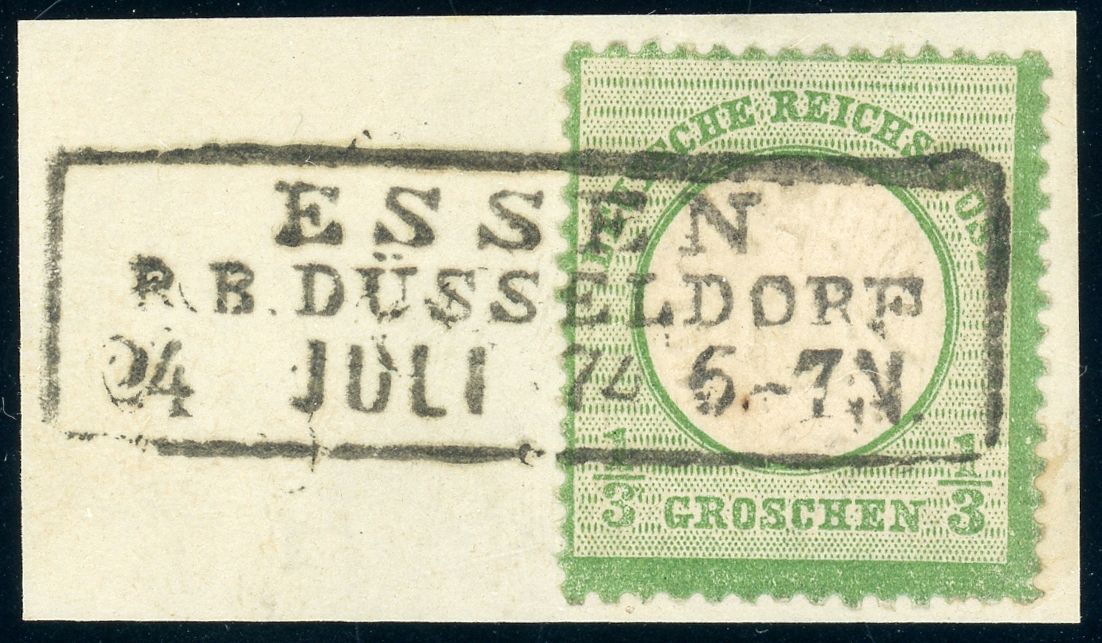 DEUTSCHE REICHS-POST
ESSEN
R.B. DÜSSELDORF
24 JULI 74 6-7 N.
1/3 GROSCHEN 1/3